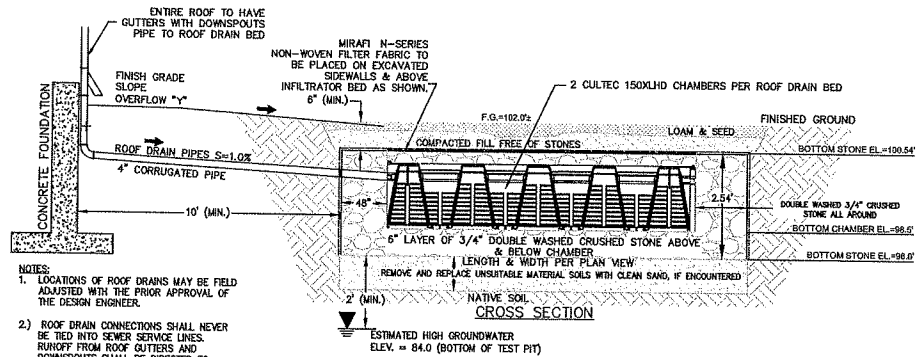 ENTIRE ROOF TO HAVE
GUTTERS WITH DOWNSPOUTS
PIPE TO ROOF DRAIN BED
MIRAFI N-SERIES
NON-WOVEN FILTER FABRIC TO
BE PLACED ON EXCAVATED
SIDEWALLS & ABOVE
INFILTRATOR BED AS SHOWN.
6" (MIN.)
2 CULTEC 150XLHD CHAMBERS PER ROOF DRAIN BED
FINISH GRADE
SLOPE
OVERFLOW "Y"
F.G.=102.0'±
LOAM & SEED
FINISHED GROUND
CONCRETE FOUNDATION
ROOF DRAIN PIPES S=1.0%
4" CORRUGATED PIPE
COMPACTED FILL FREE OF STONES
BOTTOM STONE EL.=100.54'
10' (MIN.)
48"
2.54'
DOUBLE WASHED 3/4" CRUSHED
STONE ALL AROUND
BOTTOM CHAMBER EL.=98.5'
6" LAYER OF 3/4" DOUBLE WASHED CRUSHED STONE ABOVE
& BELOW CHAMBER
BOTTOM STONE EL.=98.0'
LENGTH & WIDTH PER PLAN VIEW
REMOVE AND REPLACE UNSUITABLE MATERIAL SOILS WITH CLEAN SAND, IF ENCOUNTERED
2' (MIN.)
NATIVE SOIL
CROSS SECTION
ESTIMATED HIGH GROUNDWATER
ELEV. = 84.0 (BOTTOM OF TEST PIT)
NOTES:
1. LOCATIONS OF ROOF DRAINS MAY BE FIELD
ADJUSTED WITH THE PRIOR APPROVAL OF
THE DESIGN ENGINEER.
2.) ROOF DRAIN CONNECTIONS SHALL NEVER
BE TIED INTO SEWER SERVICE LINES.
RUNOFF FROM ROOF GUTTERS AND
DOWNSPOUTS SHALL BE DIRECTED TO